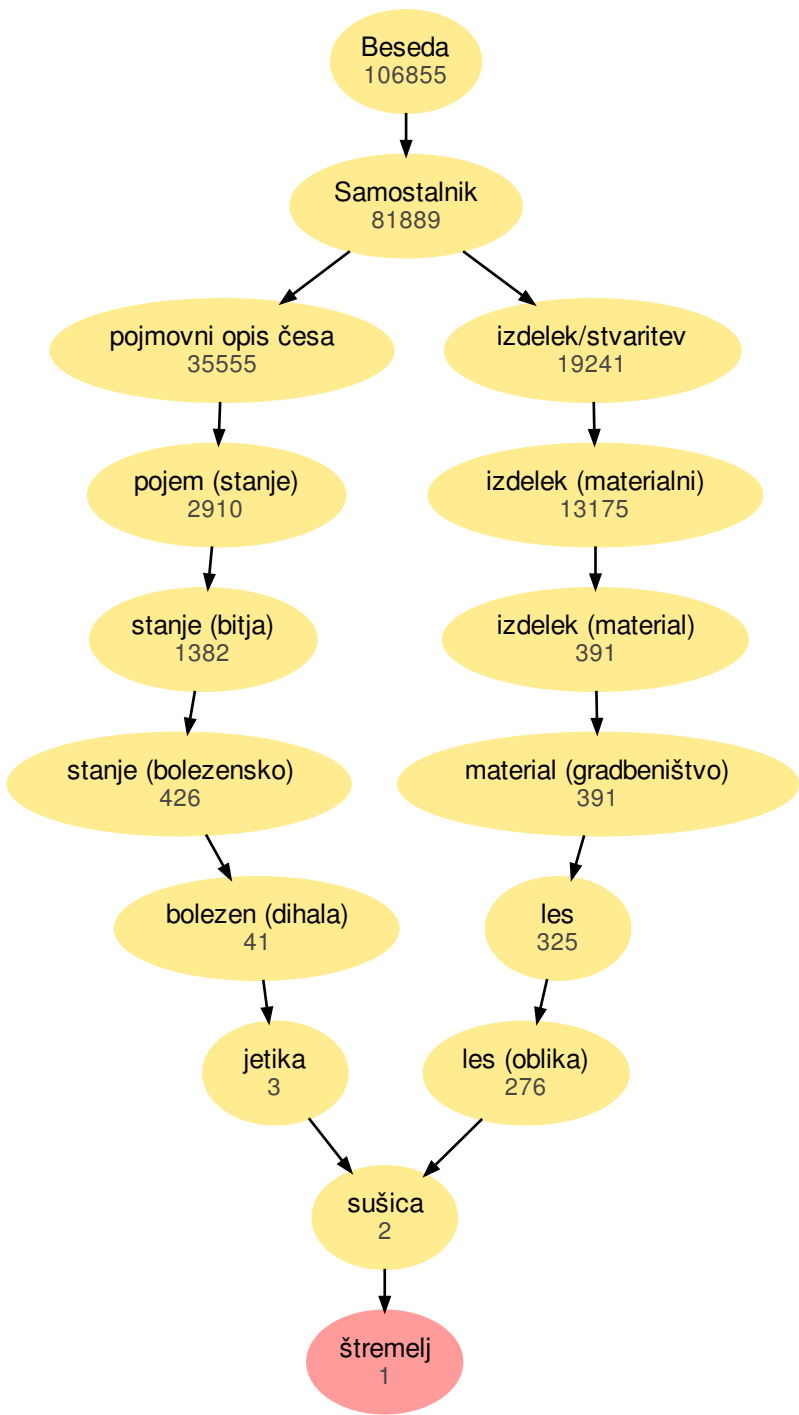 Beseda
106855
Samostalnik
81889
pojmovni opis česa
35555
izdelek/stvaritev
19241
pojem (stanje)
2910
izdelek (materialni)
13175
stanje (bitja)
1382
izdelek (material)
391
stanje (bolezensko)
426
material (gradbeništvo)
391
bolezen (dihala)
41
les
325
jetika
3
les (oblika)
276
sušica
2
štremelj
1